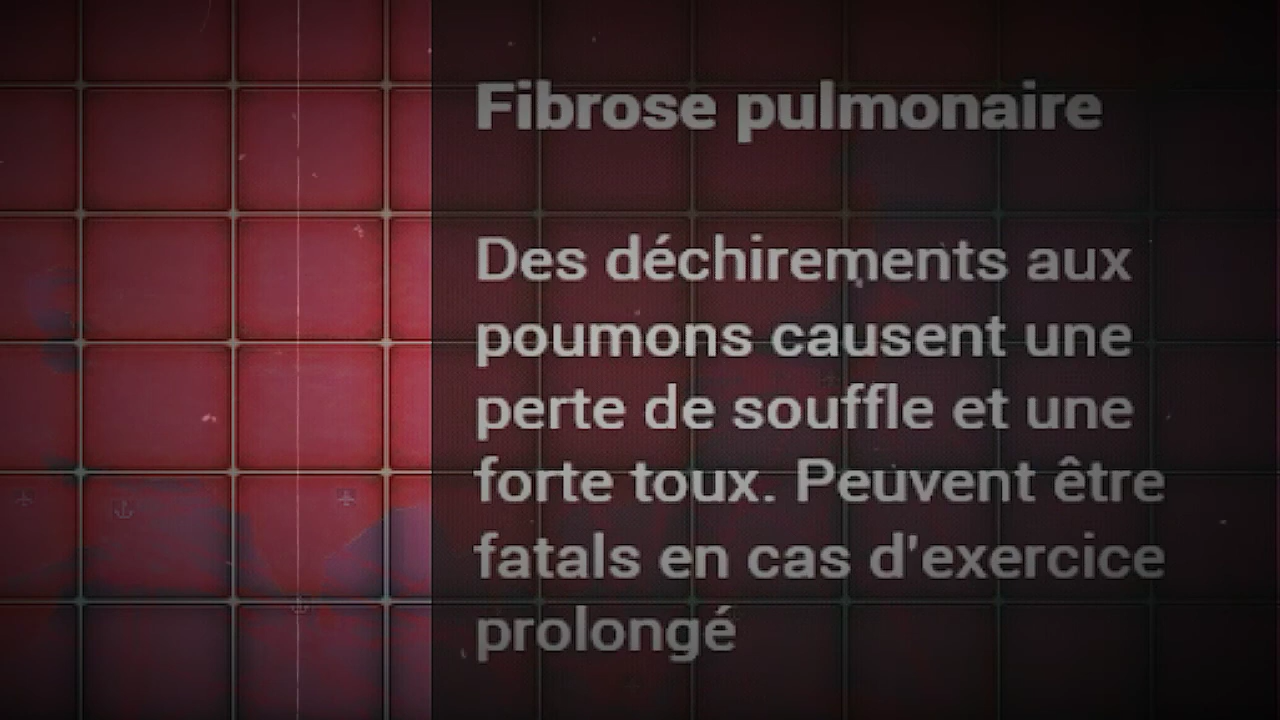 Fibrose pulmonaire
Des déchirements aux
poumons causent une
perte de souffle et une
forte toux. Peuvent être
fatals en cas d'exercice
prolongé